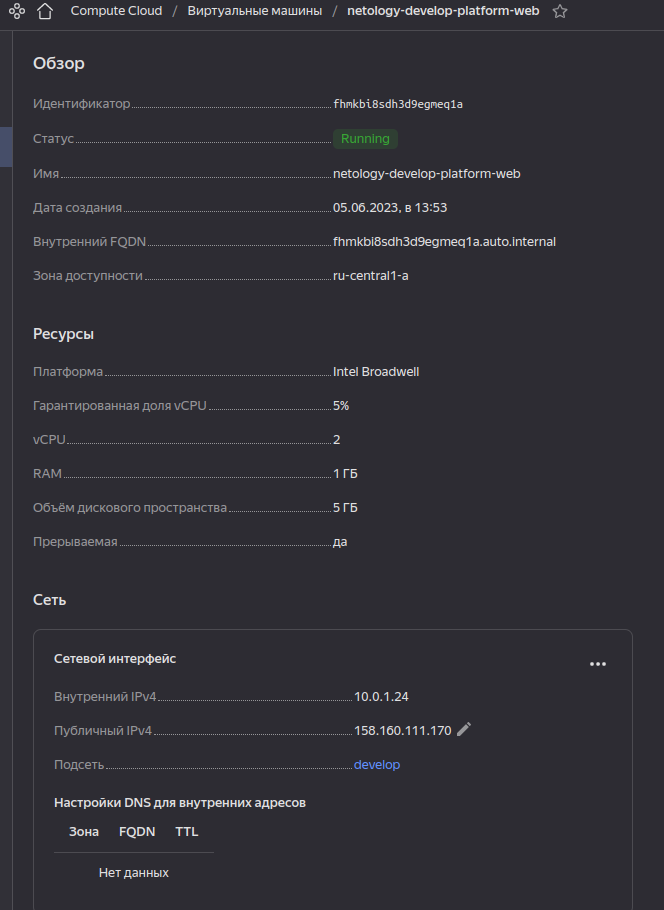 Compute Cloud / Виртуальные машины / netology-develop-platform-web
Обзор
Идентификатор fhmkbi8sdh3d9egmeq1a
Статус Running
Имя netology-develop-platform-web
Дата создания 05.06.2023, в 13:53
Внутренний FQDN fhmkbi8sdh3d9egmeq1a.auto.internal
Зона доступности ru-central1-a
Ресурсы
Платформа Intel Broadwell
Гарантированная доля vCPU 5%
vCPU 2
RAM 1 ГБ
Объём дискового пространства 5 ГБ
Прерываемая да
Сеть
Сетевой интерфейс
Внутренний IPv4 10.0.1.24
Публичный IPv4 158.160.111.170
Подсеть develop
Настройки DNS для внутренних адресов
Зона FQDN TTL
Нет данных